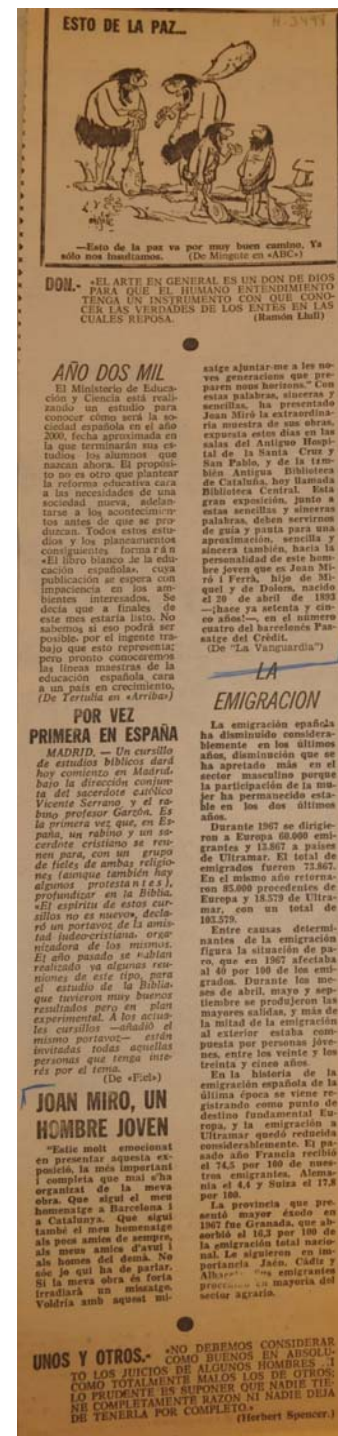 H-3498
ESTO DE LA PAZ...
—Esto de la paz va por muy buen camino. Ya
sólo nos insultamos. (De Mingote en «ABC»)
DON.- «EL ARTE EN GENERAL ES UN DON DE DIOS
PARA QUE EL HUMANO ENTENDIMIENTO
TENGA UN INSTRUMENTO CON QUE CONO-
CER LAS VERDADES DE LOS ENTES EN LAS
CUALES REPOSA. (Ramón Llull)
AÑO DOS MIL
El Ministerio de Educa-
ción y Ciencia está reali-
zando un estudio para
conocer cómo será la so-
ciedad española en el año
2000, fecha aproximada en
la que terminarán sus es-
tudios los alumnos que
nazcan ahora. El propósi-
to no es otro que plantear
la reforma educativa cara
a las necesidades de una
sociedad nueva, adelan-
tarse a los acontecimien-
tos antes de que se pro-
duzcan. Todos estos estu-
dios y los planeamientos
consiguientes formarán
«El libro blanco de la edu-
cación española», cuya
publicación se espera con
impaciencia en los am-
bientes interesados. Se
decía que a finales de
este mes estaría listo. No
sabemos si eso podrá ser
posible, por el ingente tra-
bajo que esto representa;
pero pronto conoceremos
las líneas maestras de la
educación española cara
a un país en crecimiento.
(De Tertulia en «Arriba»)
POR VEZ
PRIMERA EN ESPAÑA
MADRID. — Un cursillo
de estudios bíblicos dará
hoy comienzo en Madrid,
bajo la dirección conjun-
ta del sacerdote católico
Vicente Serrano, y el ra-
bino profesor Garzón. Es
la primera vez que, en Es-
paña, un rabino y un sa-
cerdote cristiano se reu-
nen para, con un grupo
de fieles de ambas religio-
nes (aunque también hay
algunos protestantes),
profundizar en la Biblia.
«El espíritu de estos cur-
sillos no es nuevo», decla-
ró un portavoz de la amis-
tad judeo-cristiana, orga-
nizadora de los mismos.
El año pasado se habían
realizado ya algunas reu-
niones de este tipo, para
el estudio de la Biblia,
que tuvieron muy buenos
resultados pero en plan
experimental. A los actua-
les cursillos —añadió el
mismo portavoz— están
invitadas todas aquellas
personas que tenga inte-
rés por el tema.
(De «Fiel»)
JOAN MIRO, UN
HOMBRE JOVEN
"Estic molt emocionat
en presentar aquesta ex-
posició, la més important
i completa que mai s'ha
organizat de la meva
obra. Que sigui el meu
homenatge a Barcelona i
a Catalunya. Que sigui
també el meu homenatge
als pocs amics de sempre,
als meus amics d'avui i
als homes del demà. No
sóc jo qui ha de parlar.
Si la meva obra és forta
irradiarà un missatge.
Voldria amb aquest mi-
satge ajuntar-me a les no-
ves generacions que pre-
paren nous horizons." Con
estas palabras, sinceras y
sencillas, ha presentado
Joan Miró la extraordina-
ria muestra de sus obras,
expuesta estos días en las
salas del Antiguo Hospi-
tal de la Santa Cruz y
San Pablo, y de la tam-
bién Antigua Biblioteca
de Cataluña, hoy llamada
Biblioteca Central. Esta
gran exposición, junto a
estas sencillas y sinceras
palabras, deben servirnos
de guía y pauta para una
aproximación, sencilla y
sincera también, hacia la
personalidad de este hom-
bre joven que es Joan Mi-
ró i Ferrà, hijo de Mi-
quel y de Dolors, nacido
el 20 de abril de 1893
—¡hace ya setenta y cin-
co años!—, en el número
cuatro del barcelonés Pas-
satge del Crèdit.
(De "La Vanguardia")
LA
EMIGRACION
La emigración española
ha disminuido considera-
blemente en los últimos
años, disminución que se
ha apretado más en el
sector masculino porque
la participación de la mu-
jer ha permanecido esta-
ble en los dos últimos
años.
Durante 1967 se dirigie-
ron a Europa 60.000 emi-
grantes y 13.867 a países
de Ultramar. El total de
emigrados fueron 73.867.
En el mismo año retorna-
ron 85.000 procedentes de
Europa y 18.579 de Ultra-
mar, con un total de
103.579.
Entre causas determi-
nantes de la emigración
figura la situación de pa-
ro, que en 1967 afectaba
al 40 por 100 de los emi-
grados. Durante los me-
ses de abril, mayo y sep-
tiembre se produjeron las
mayores salidas, y más de
la mitad de la emigración
al exterior estaba com-
puesta por personas jóve-
nes, entre los veinte y los
treinta y cinco años.
En la historia de la
emigración española de la
última época se viene re-
gistrando como punto de
destino fundamental Eu-
ropa, y la emigración a
Ultramar quedó reducida
considerablemente. El pa-
sado año Francia recibió
el 74,5 por 100 de nues-
tros emigrantes, Alema-
nia el 4,4 y Suiza el 17,8
por 100.
La provincia que pre-
sentó mayor éxodo en
1967 fue Granada, que ab-
sorbió el 16,3 por 100 de
la emigración total nacio-
nal. Le siguieron en im-
portancia Jaén, Cádiz y
emigrantes
en mayoría del
sector agrario.
UNOS Y OTROS.- «NO DEBEMOS CONSIDERAR
COMO BUENOS EN ABSOLU-
TO LOS JUICIOS DE ALGUNOS HOMBRES
COMO TOTALMENTE MALOS LOS DE OTROS;
LO PRUDENTE ES SUPONER QUE NADIE TIE-
NE COMPLETAMENTE RAZON NI NADIE DEJA
DE TENERLA POR COMPLETO.»
(Herbert Spencer.)